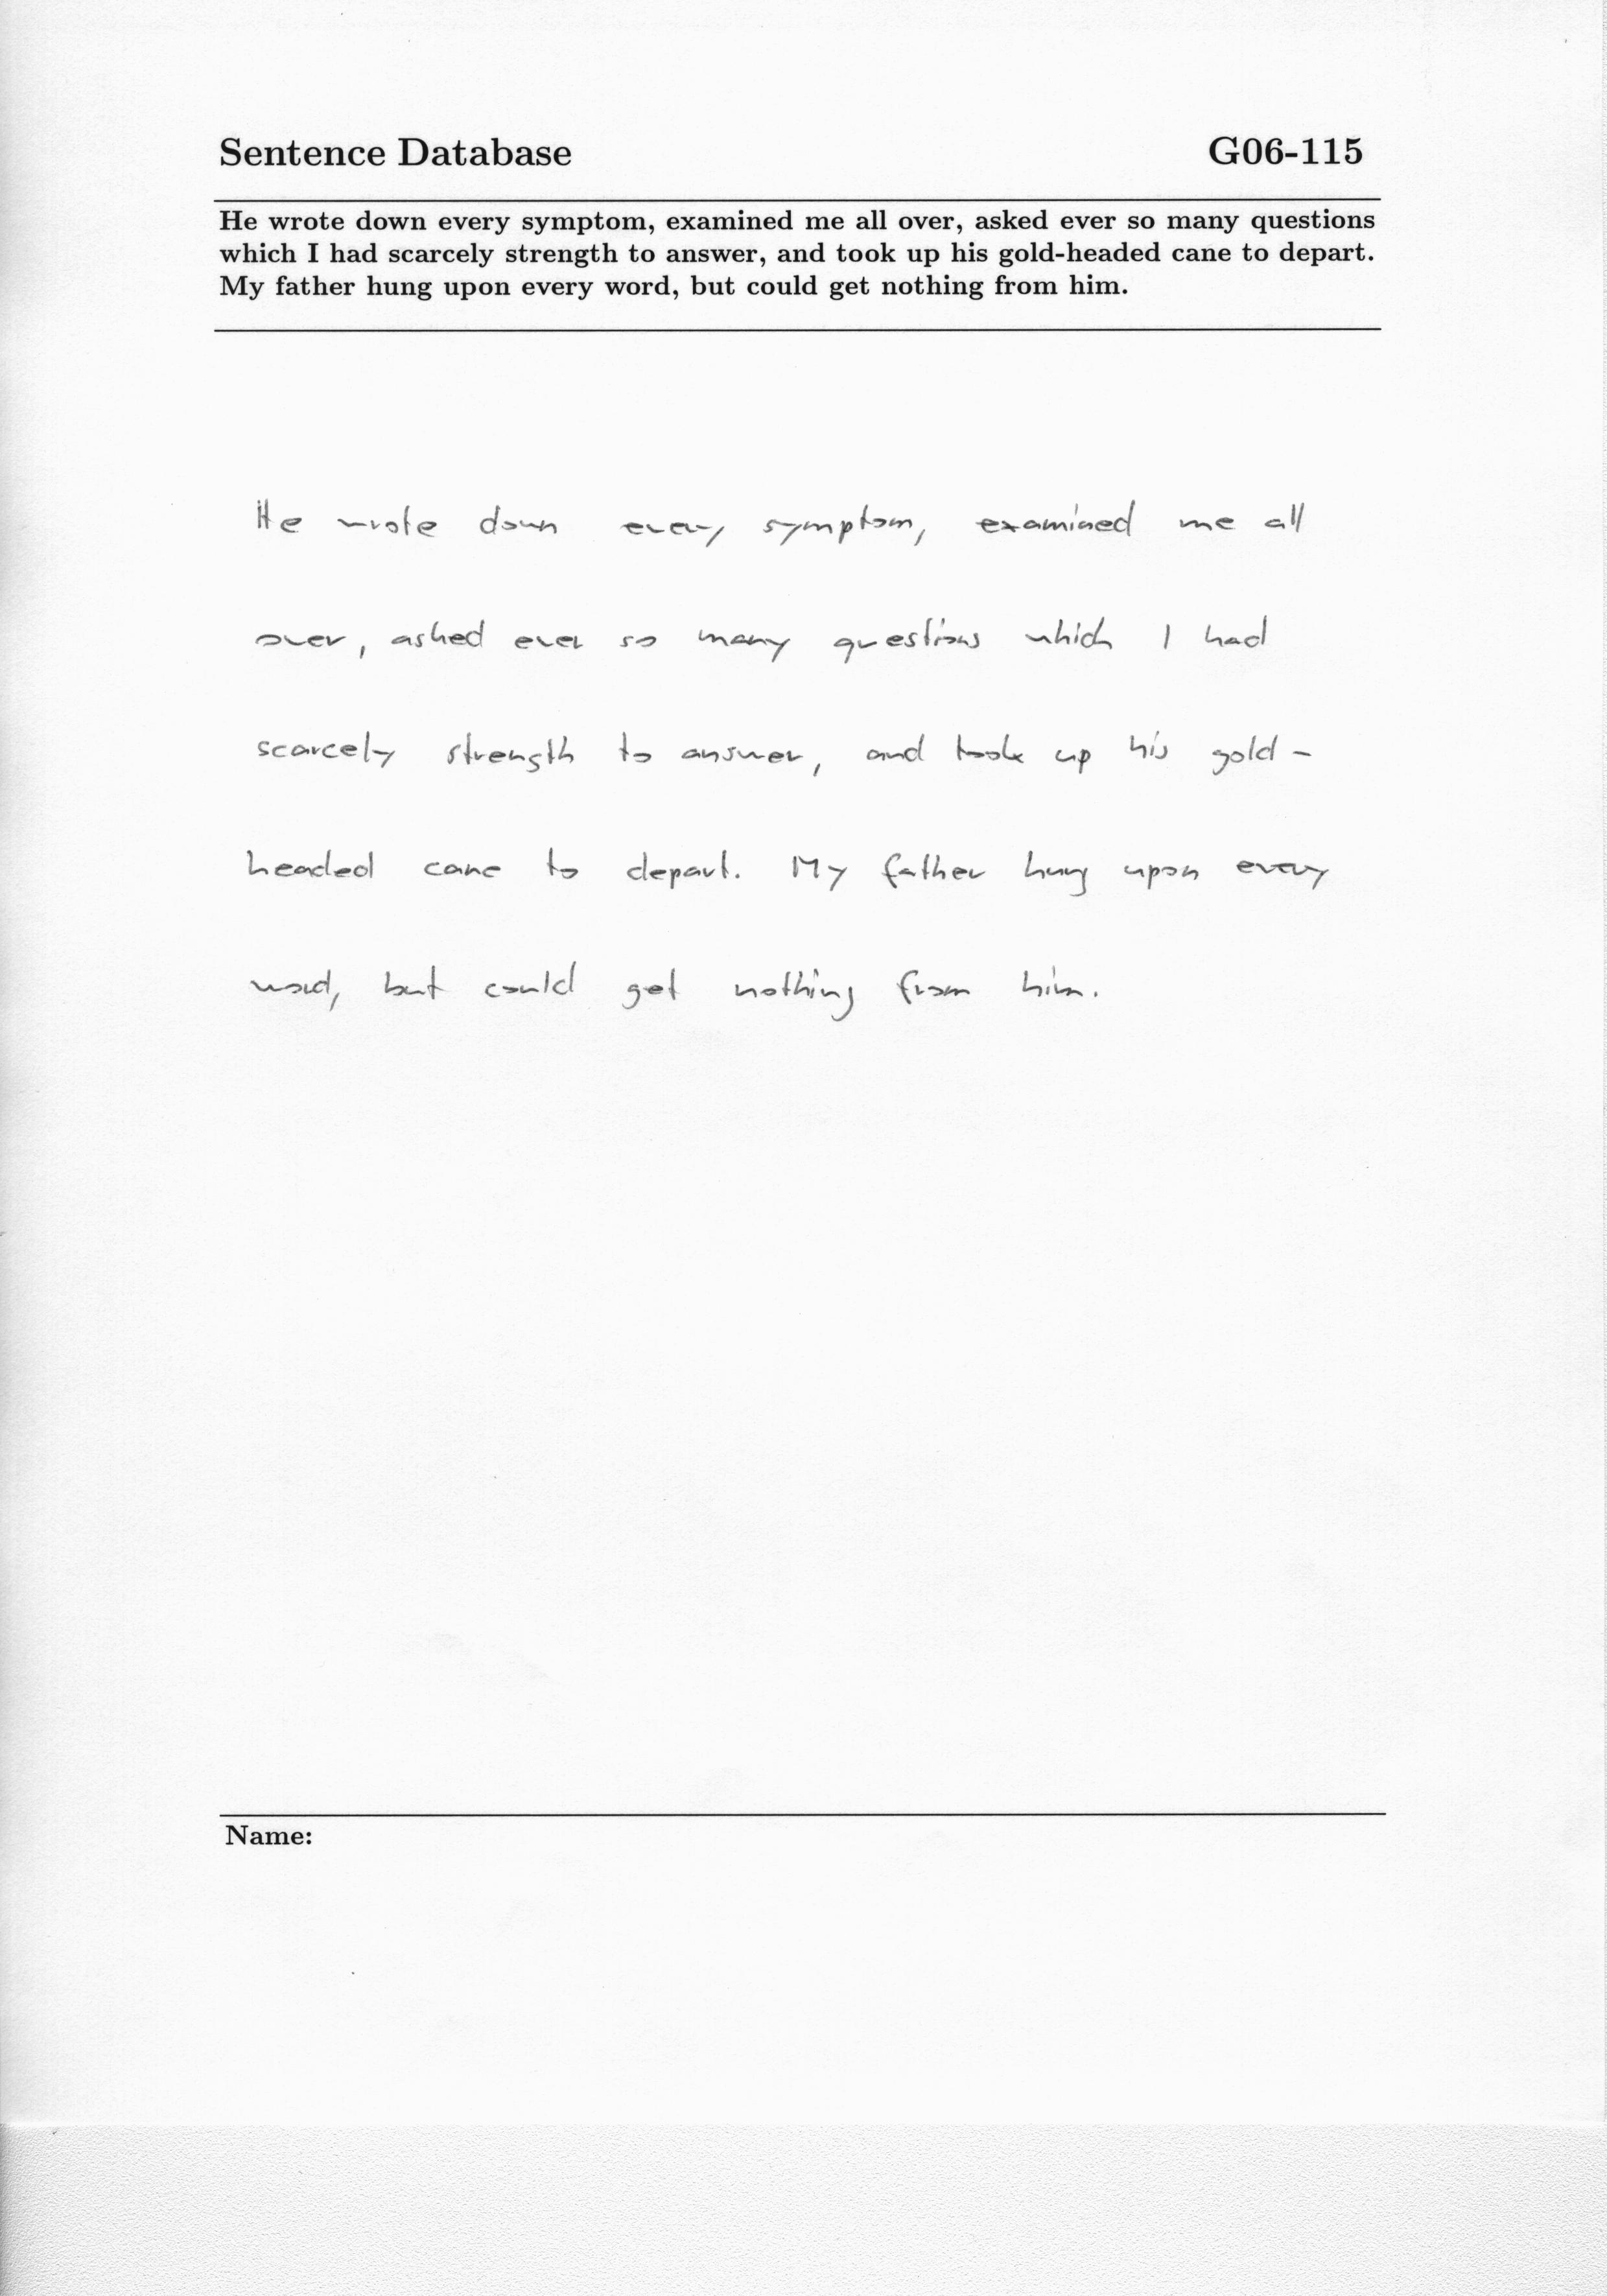 Sentence Database G06-115
He wrote down every symptom, examined me all over, asked ever so many questions
which I had scarcely strength to answer, and took up his gold-headed cane to depart.
My father hung upon every word, but could get nothing from him.
He wrote down every symptom, examined me all
over, asked ever so many questions which I had
scarcely strength to answer, and took up his gold-
headed cane to depart. My father hung upon every
word, but could get nothing from him.
Name: